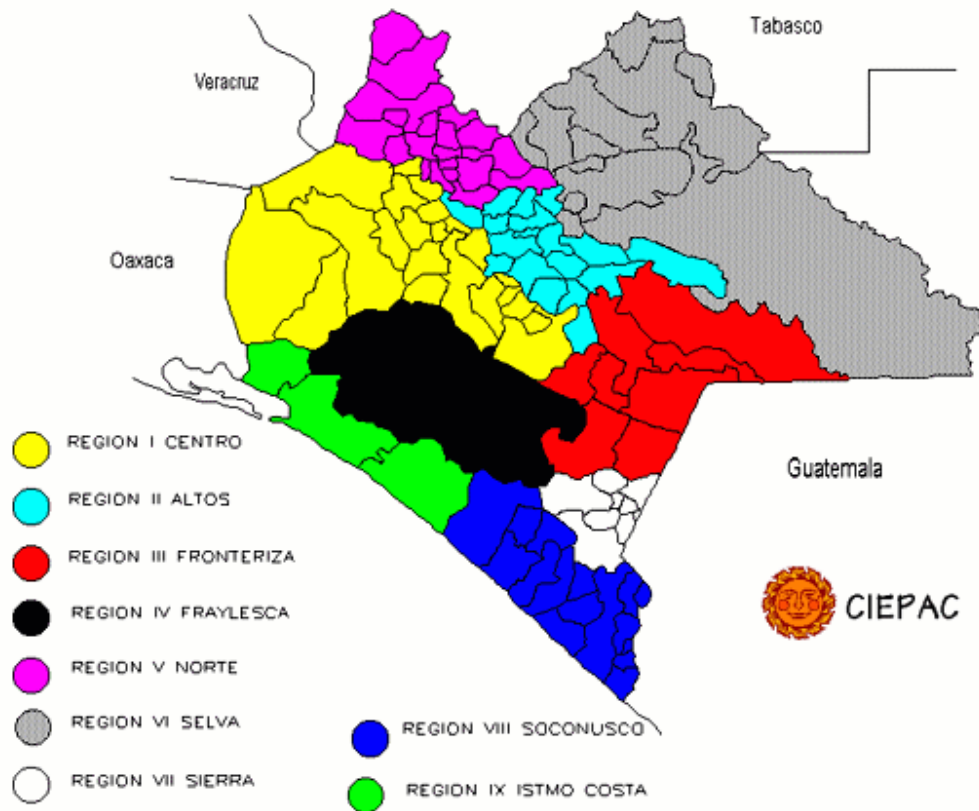 Tabasco
Veracruz
Oaxaca
Guatemala
REGION I CENTRO
REGION II ALTOS
REGION III FRONTERIZA
REGION IV FRAYLESCA
REGION V NORTE
REGION VI SELVA
REGION VII SIERRA
REGION VIII SOCONUSCO
REGION IX ISTMO COSTA
CIEPAC